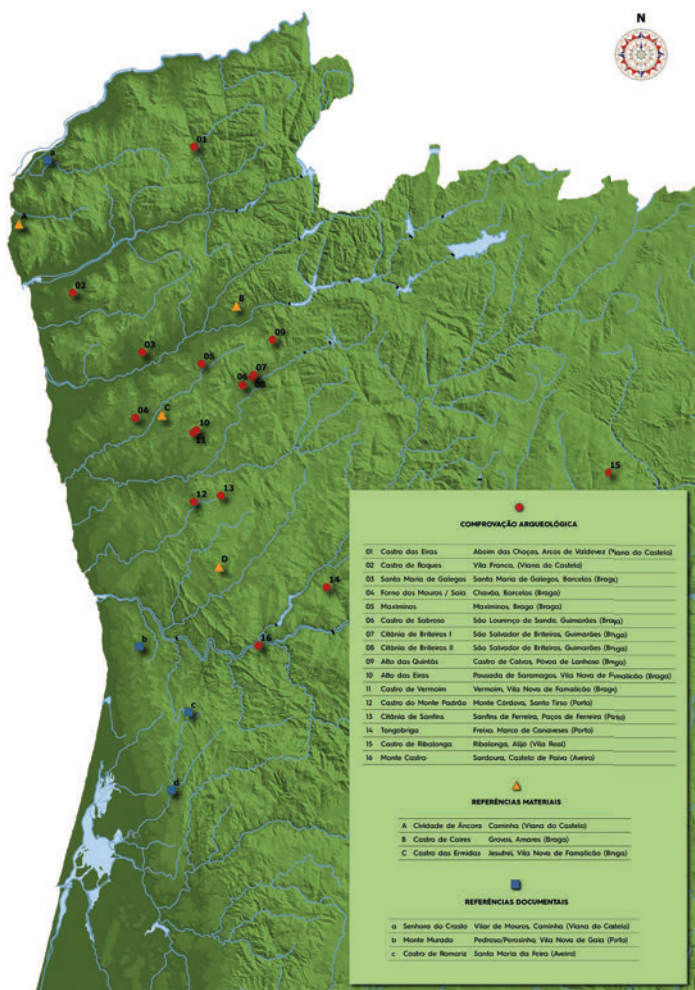 N
01
a
A
02
B
09
03
05
07
06
08
04
C
10
11
15
13
12
D
14
b
16
c
d
COMPROVAÇÃO ARQUEOLÓGICA
01 Castro das Eiras Aboim das Choças, Arcos de Valdevez (Viana do Castelo)
02 Castro de Roques Vila Franca, (Viana do Castelo)
03 Santa Maria de Galegos Santa Maria de Galegos, Barcelos (Braga)
04 Forno dos Mouros / Saia Chavão, Barcelos (Braga)
05 Maximinos Maximinos, Braga (Braga)
06 Castro de Sabroso São Lourenço de Sande, Guimarães (Braga)
07 Citânia de Briteiros I São Salvador de Briteiros, Guimarães (Braga)
08 Citânia de Briteiros II São Salvador de Briteiros, Guimarães (Braga)
09 Alto das Quintãs Castro de Calvos, Póvoa de Lanhoso (Braga)
10 Alto das Eiras Pousada de Saramagos, Vila Nova de Famalicão (Braga)
11 Castro de Vermoim Vermoim, Vila Nova de Famalicão (Braga)
12 Castro do Monte Padrão Monte Córdova, Santo Tirso (Porto)
13 Citânia de Sanfins Sanfins de Ferreira, Paços de Ferreira (Porto)
14 Tongobriga Freixo, Marco de Canaveses (Porto)
15 Castro de Ribalonga Ribalonga, Alijó (Vila Real)
16 Monte Castro Sardoura, Castelo de Paiva (Aveiro)
REFERÊNCIAS MATERIAIS
A Cividade de Âncora Caminha (Viana do Castelo)
B Castro de Caires Grovos, Amares (Braga)
C Castro das Ermidas Jesufrei, Vila Nova de Famalicão (Braga)
REFERÊNCIAS DOCUMENTAIS
a Senhora do Crasto Vilar de Mouros, Caminha (Viana do Castelo)
b Monte Murado Pedroso/Perosinho, Vila Nova de Gaia (Porto)
c Castro de Romariz Santa Maria da Feira (Aveiro)